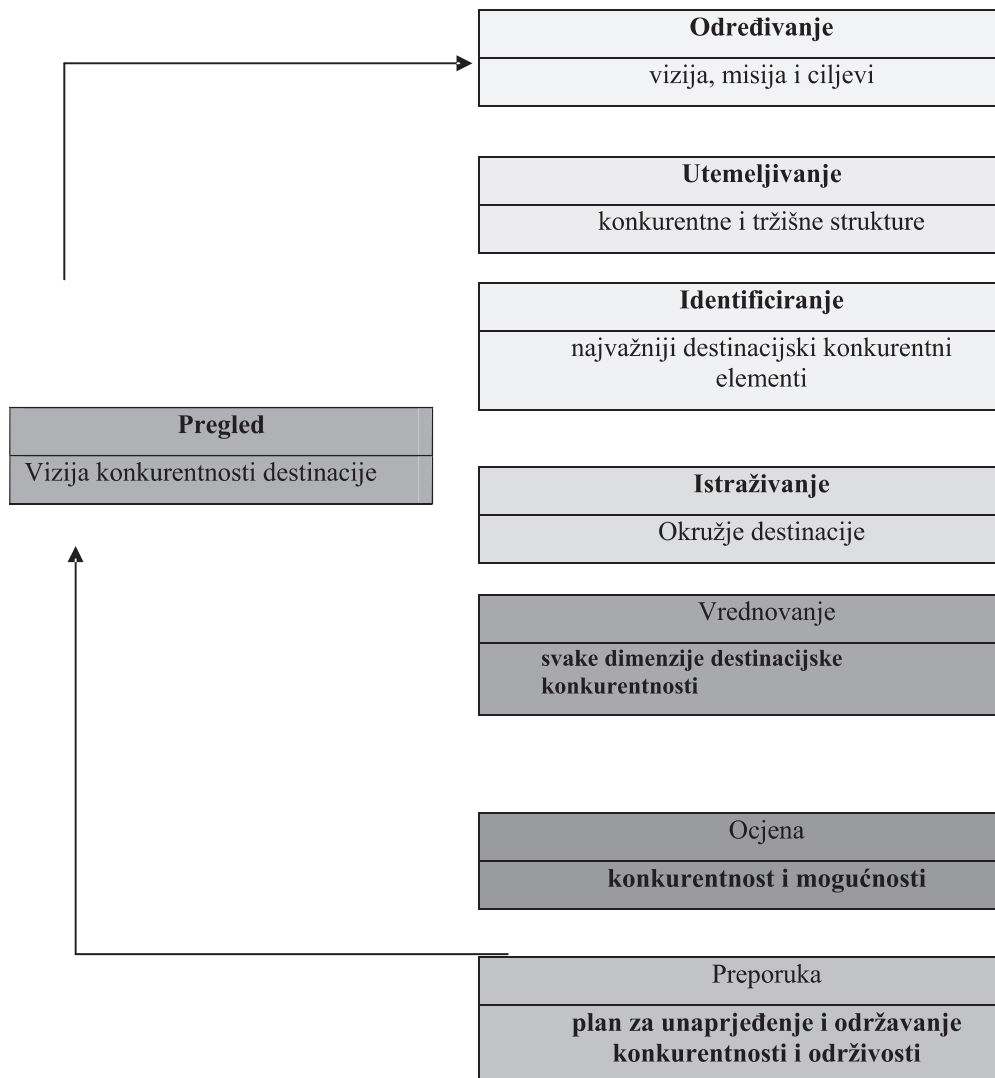 Određivanje
vizija, misija i ciljevi
Utemeljivanje
konkurentne i tržišne strukture
Identificiranje
najvažniji destinacijski konkurentni
elementi
Pregled
Vizija konkurentnosti destinacije
Istraživanje
Okružje destinacije
Vrednovanje
svake dimenzije destinacijske
konkurentnosti
Ocjena
konkurentnost i mogućnosti
Preporuka
plan za unaprjeđenje i održavanje
konkurentnosti i održivosti